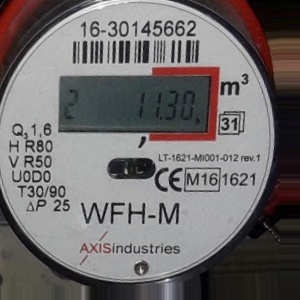 16-30145662
2 11.30
m³
31
Q₃ 1,6
H R80
V R50
U0D0
T30/90
ΔP 25
LT-1621-MI001-012 rev.1
CE M16 1621
WFH-M
AXISindustries